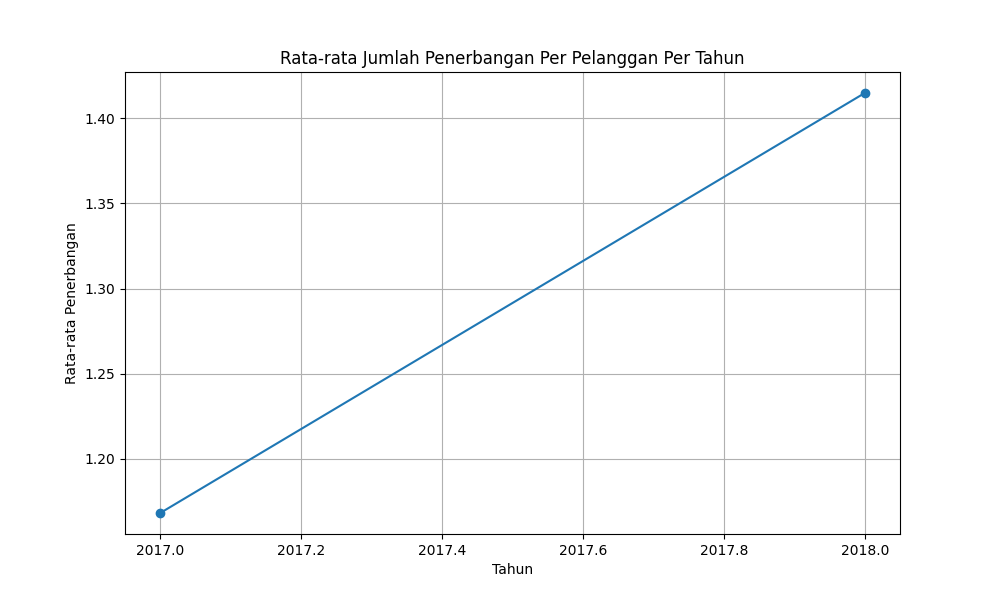 Rata-rata Jumlah Penerbangan Per Pelanggan Per Tahun
1.40
1.35
1.30
1.25
1.20
Rata-rata Penerbangan
2017.0 2017.2 2017.4 2017.6 2017.8 2018.0
Tahun